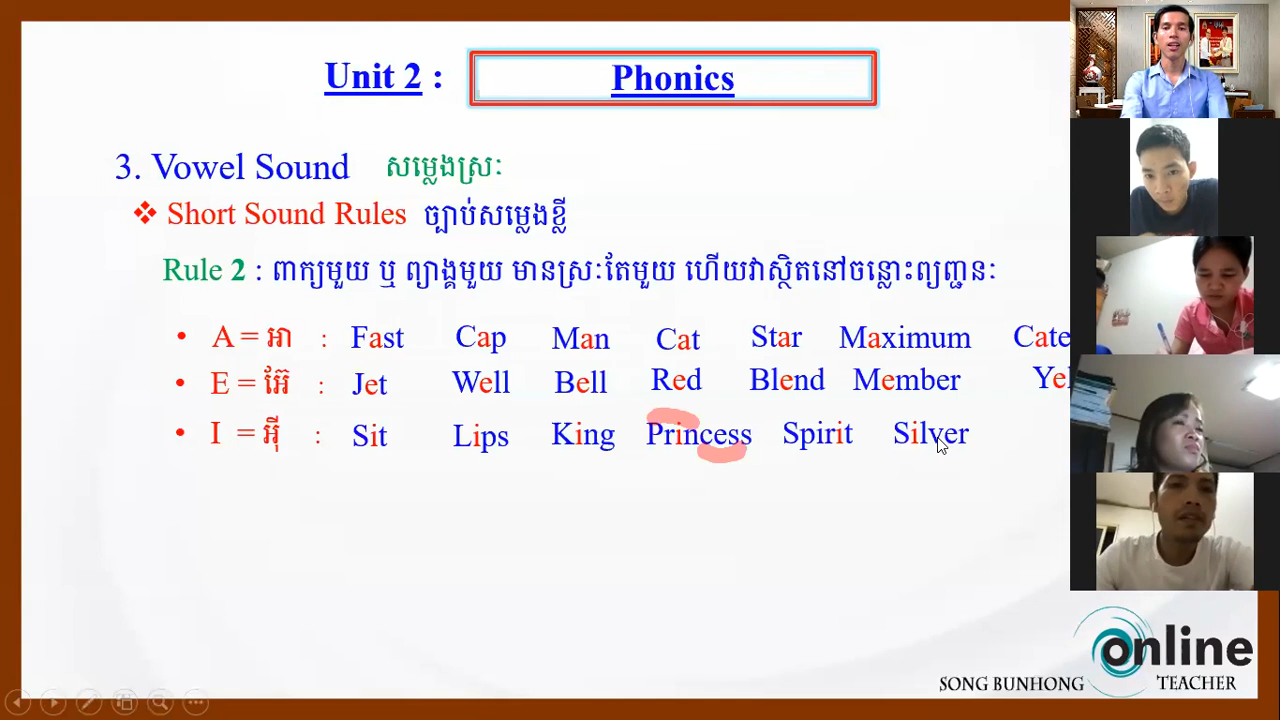 Unit 2 : Phonics
3. Vowel Sound សម្លេងស្រៈ
❖ Short Sound Rules ច្បាប់សម្លេងខ្លី
Rule 2 : ពាក្យមួយ ឬ ព្យាង្គមួយ មានស្រៈតែមួយ ហើយវាស្ថិតនៅចន្លោះព្យញ្ជនៈ
• A = អា : Fast Cap Man Cat Star Maximum Cate
• E = អ៊ែ : Jet Well Bell Red Blend Member Yel
• I = អ៊ី : Sit Lips King Princess Spirit Silver
online
SONG BUNHONG TEACHER